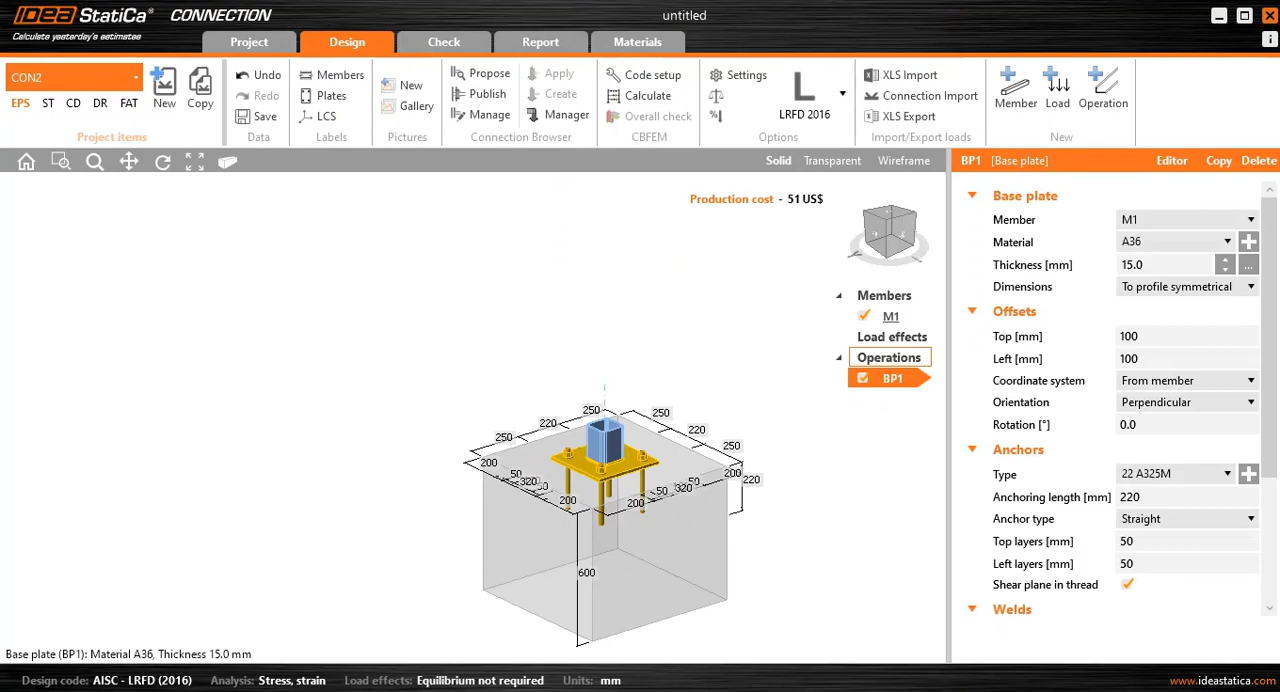 IDEA StatiCa® CONNECTION
Calculate yesterday's estimates
untitled
i
Project Design Check Report Materials
CON2
EPS ST CD DR FAT
New Copy
Project items
Undo
Redo
Save
Data
Members
Plates
LCS
Labels
New
Gallery
Pictures
Propose
Publish
Manage
Apply
Create
Manager
Connection Browser
Code setup
Calculate
Overall check
CBFEM
Settings
LRFD 2016
Options
XLS Import
Connection Import
XLS Export
Import/Export loads
Member Load Operation
New
Solid Transparent Wireframe
Production cost - 51 US$
Members
M1
Load effects
Operations
BP1
250
250
220
220
250
250
200
50
320
50
200
200
50
320
50
200
220
600
BP1 [Base plate] Editor Copy Delete
Base plate
Member M1
Material A36
Thickness [mm] 15.0 ...
Dimensions To profile symmetrical
Offsets
Top [mm] 100
Left [mm] 100
Coordinate system From member
Orientation Perpendicular
Rotation [°] 0.0
Anchors
Type 22 A325M
Anchoring length [mm] 220
Anchor type Straight
Top layers [mm] 50
Left layers [mm] 50
Shear plane in thread
Welds
Base plate (BP1): Material A36, Thickness 15.0 mm
Design code: AISC - LRFD (2016) Analysis: Stress, strain Load effects: Equilibrium not required Units: mm www.ideastatica.com